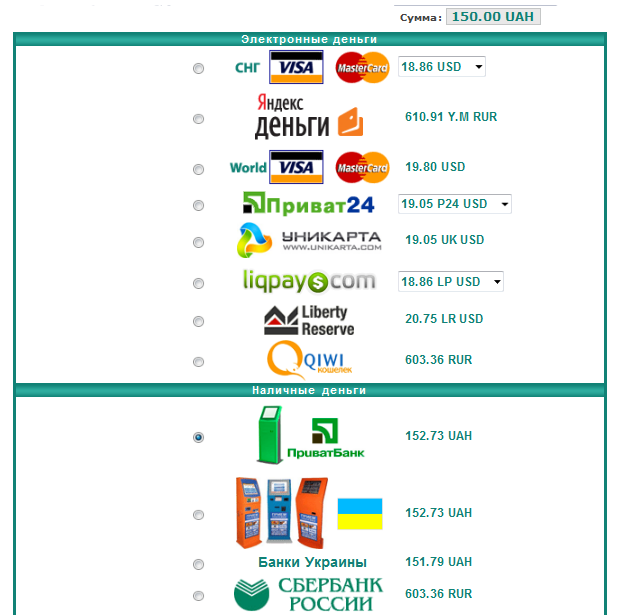 Сумма: 150.00 UAH
Электронные деньги
СНГ VISA MasterCard 18.86 USD
Яндекс
деньги 610.91 Y.M RUR
World VISA MasterCard 19.80 USD
Приват24 19.05 P24 USD
УНИКАРТА
WWW.UNIKARTA.COM 19.05 UK USD
liqpay$com 18.86 LP USD
Liberty
Reserve 20.75 LR USD
QIWI
КОШЕЛЕК 603.36 RUR
Наличные деньги
ПриватБанк 152.73 UAH
152.73 UAH
Банки Украины 151.79 UAH
СБЕРБАНК
РОССИИ 603.36 RUR